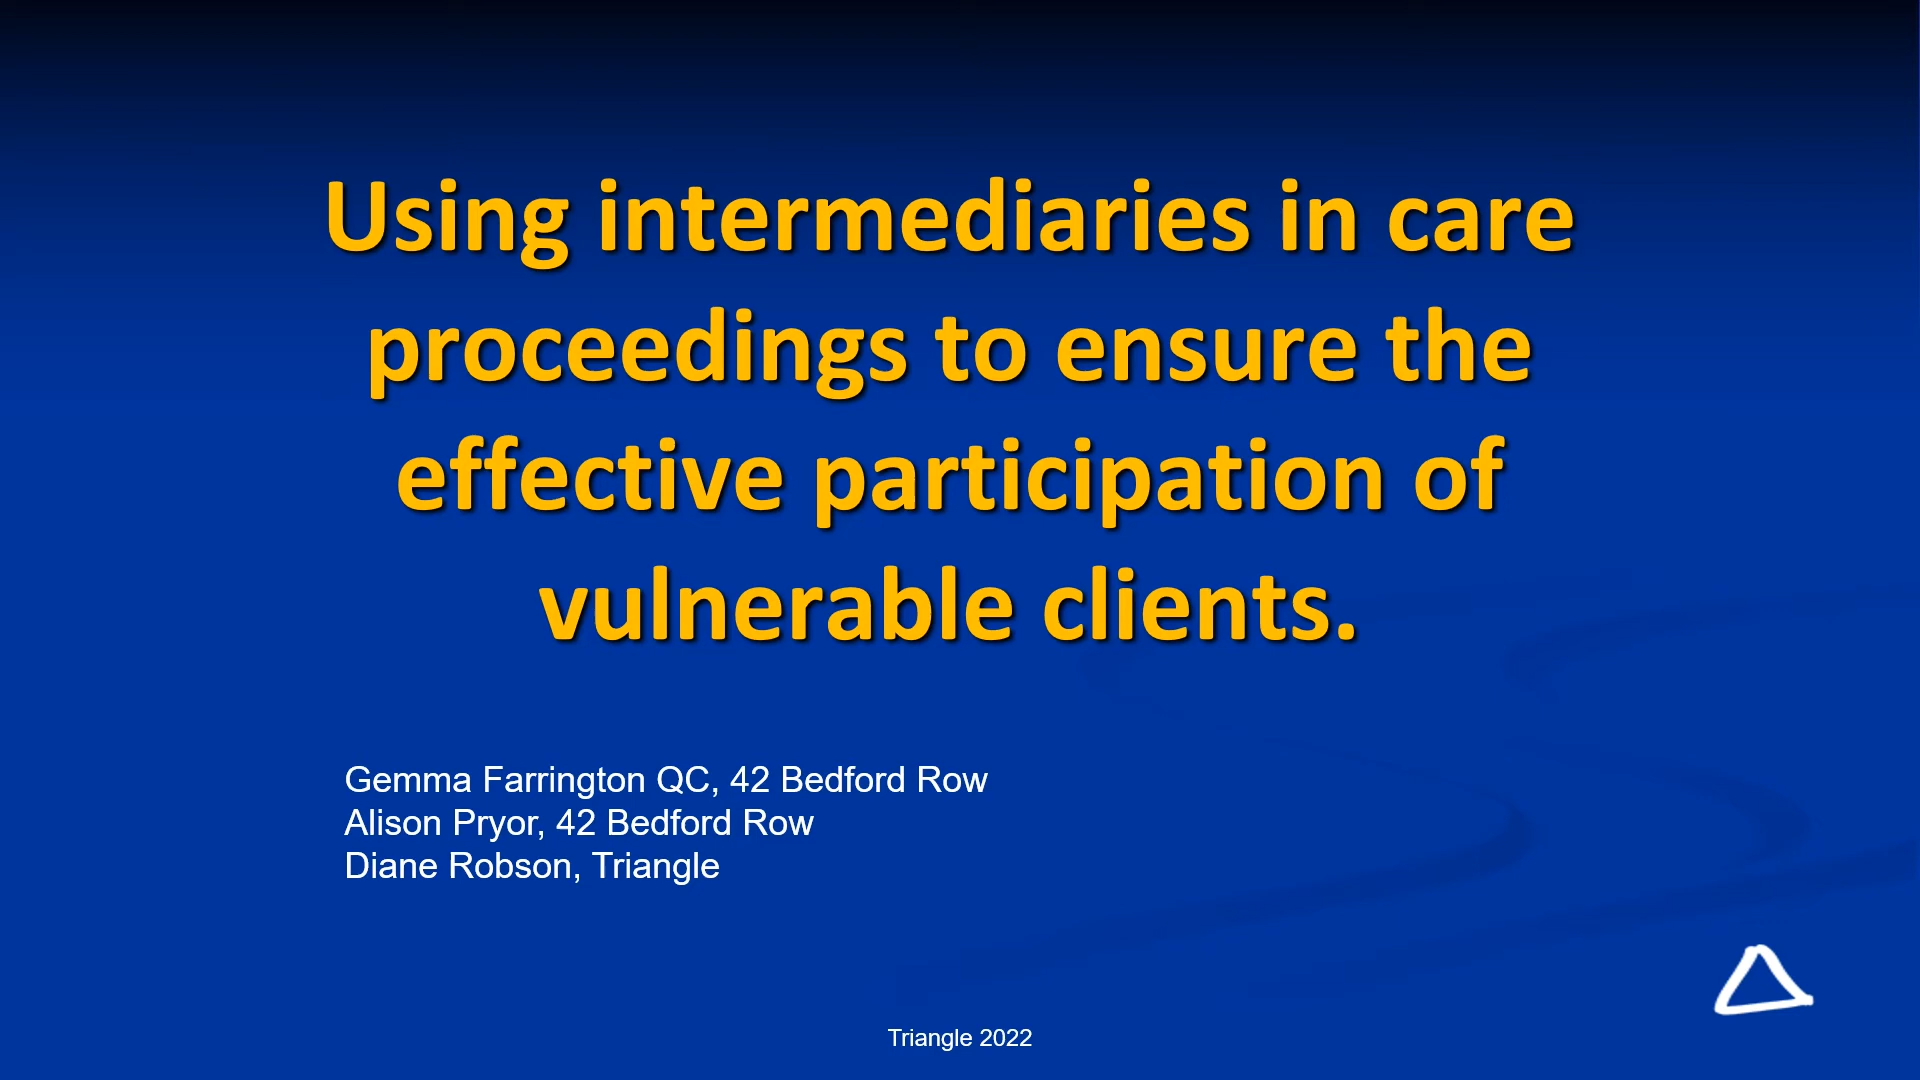 Using intermediaries in care
proceedings to ensure the
effective participation of
vulnerable clients.
Gemma Farrington QC, 42 Bedford Row
Alison Pryor, 42 Bedford Row
Diane Robson, Triangle
Triangle 2022